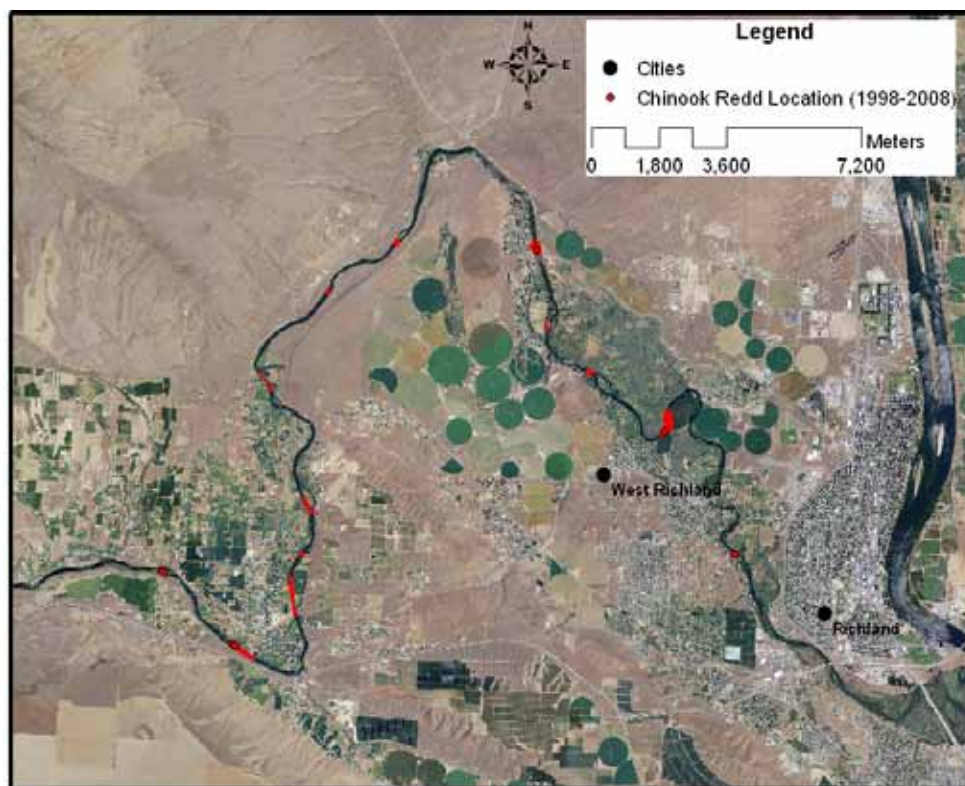 N
W E
S
Legend
Cities
Chinook Redd Location (1998-2008)
Meters
0 1,800 3,600 7,200
West Richland
Richland